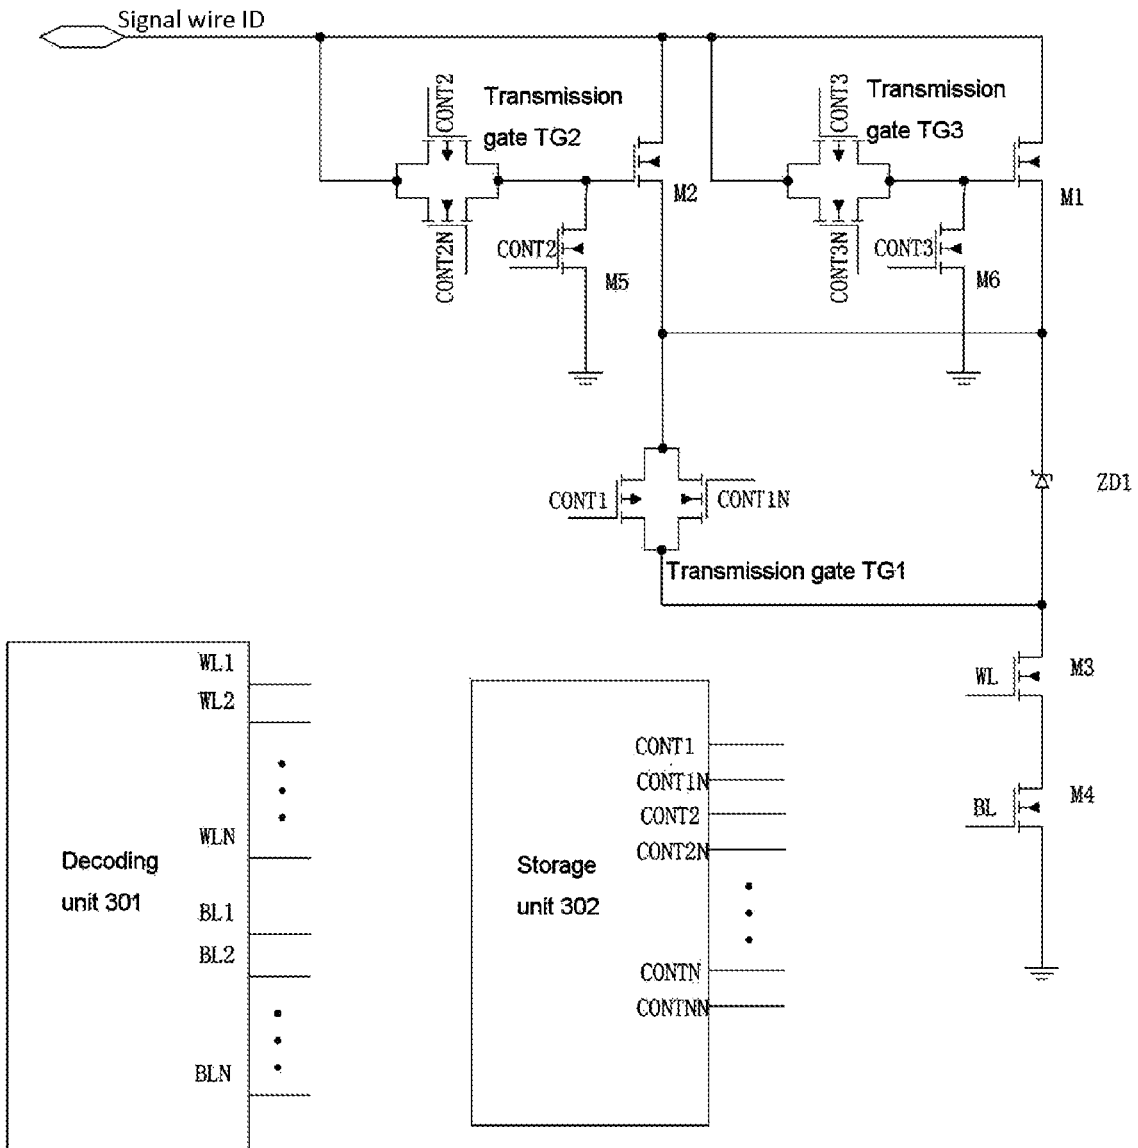 Signal wire ID
CONT2
Transmission
gate TG2
CONT3
Transmission
gate TG3
M2
M1
CONT2N
CONT2
M5
CONT3N
CONT3
M6
CONT1
CONT1N
ZD1
Transmission gate TG1
WL1
WL2
WLN
Decoding
unit 301
BL1
BL2
BLN
CONT1
CONT1N
CONT2
CONT2N
Storage
unit 302
CONTN
CONTNN
WL
M3
BL
M4